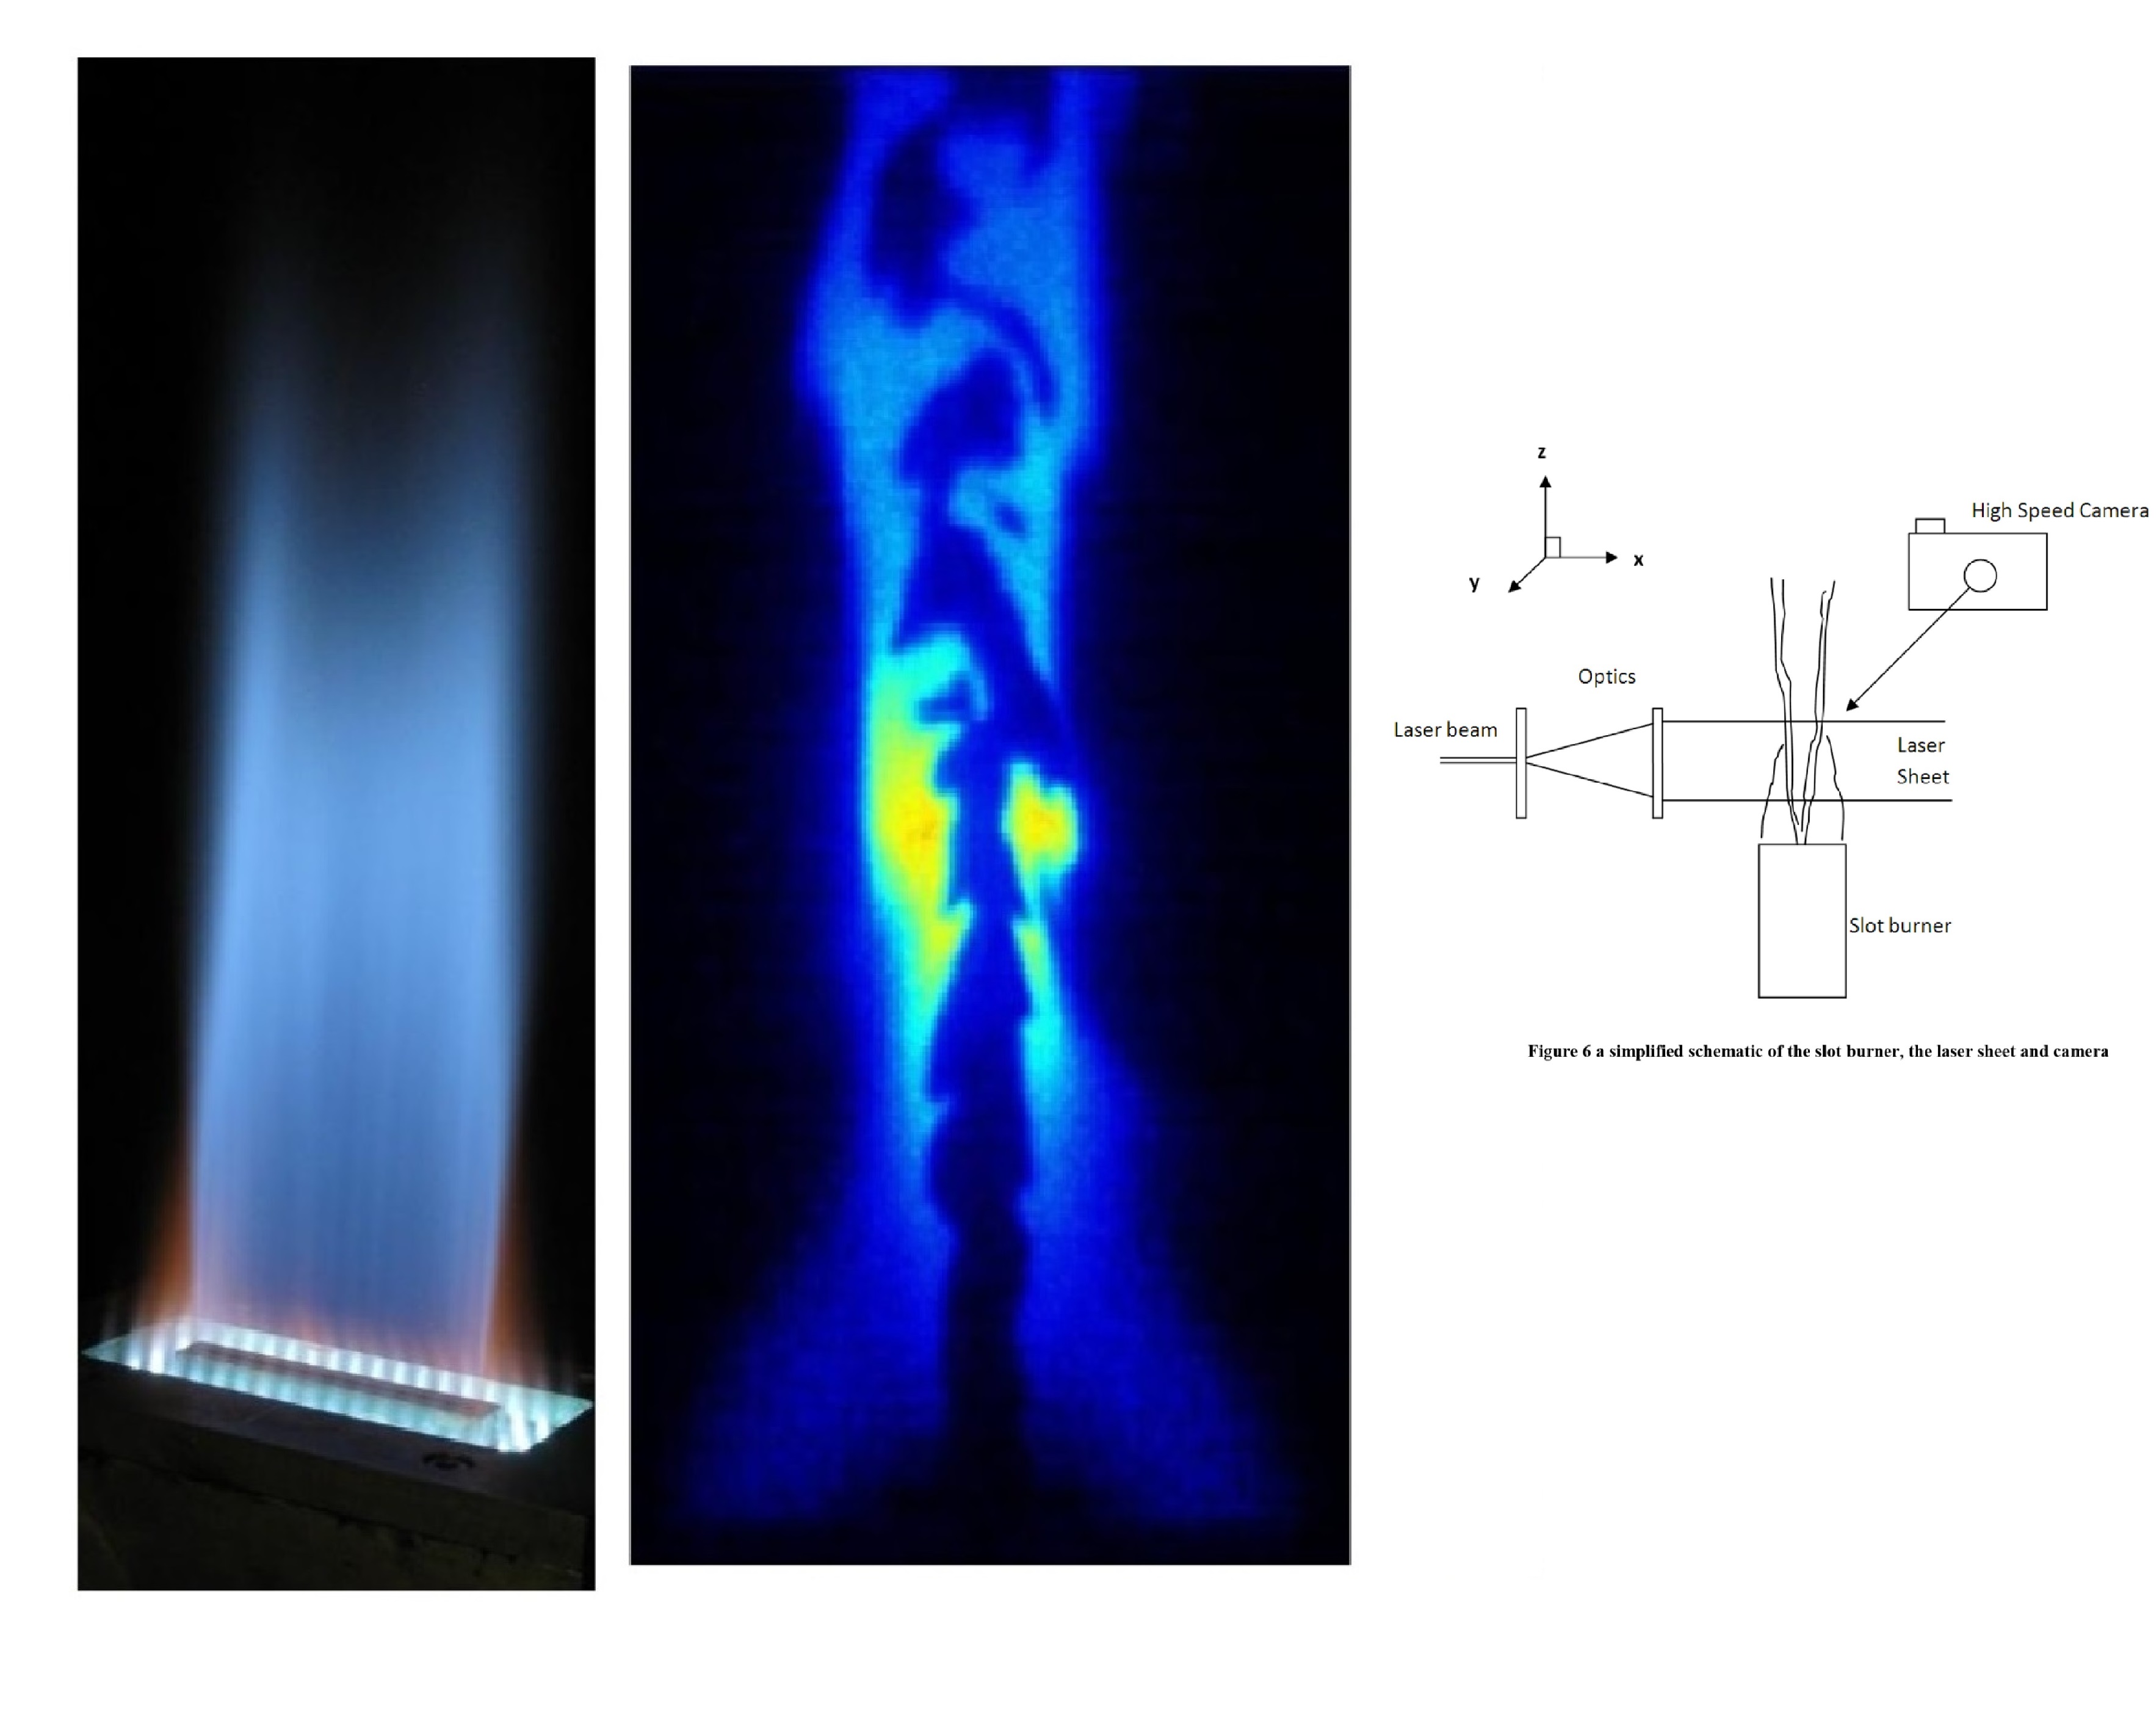 z
High Speed Camera
x
y
Optics
Laser beam
Laser
Sheet
Slot burner
Figure 6 a simplified schematic of the slot burner, the laser sheet and camera